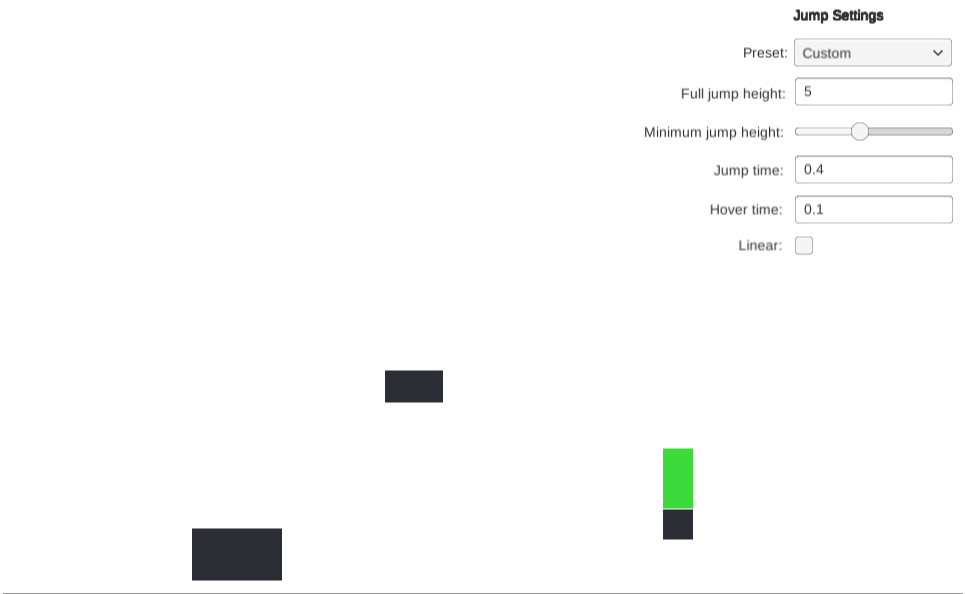 Jump Settings
Preset: Custom
Full jump height: 5
Minimum jump height:
Jump time: 0.4
Hover time: 0.1
Linear: